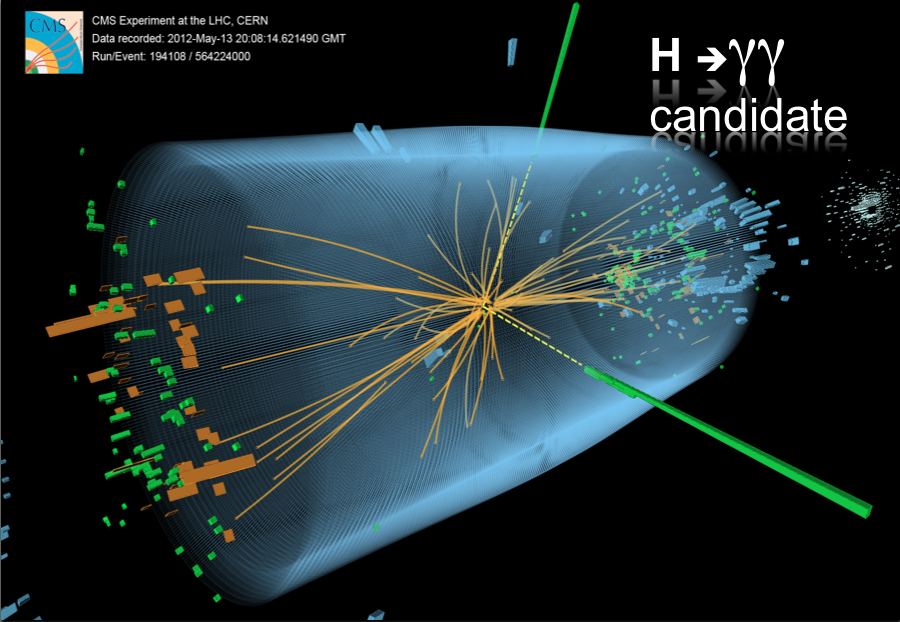 CMS
CMS Experiment at the LHC, CERN
Data recorded: 2012-May-13 20:08:14.621490 GMT
Run/Event: 194108 / 564224000
H ➔γγ
candidate